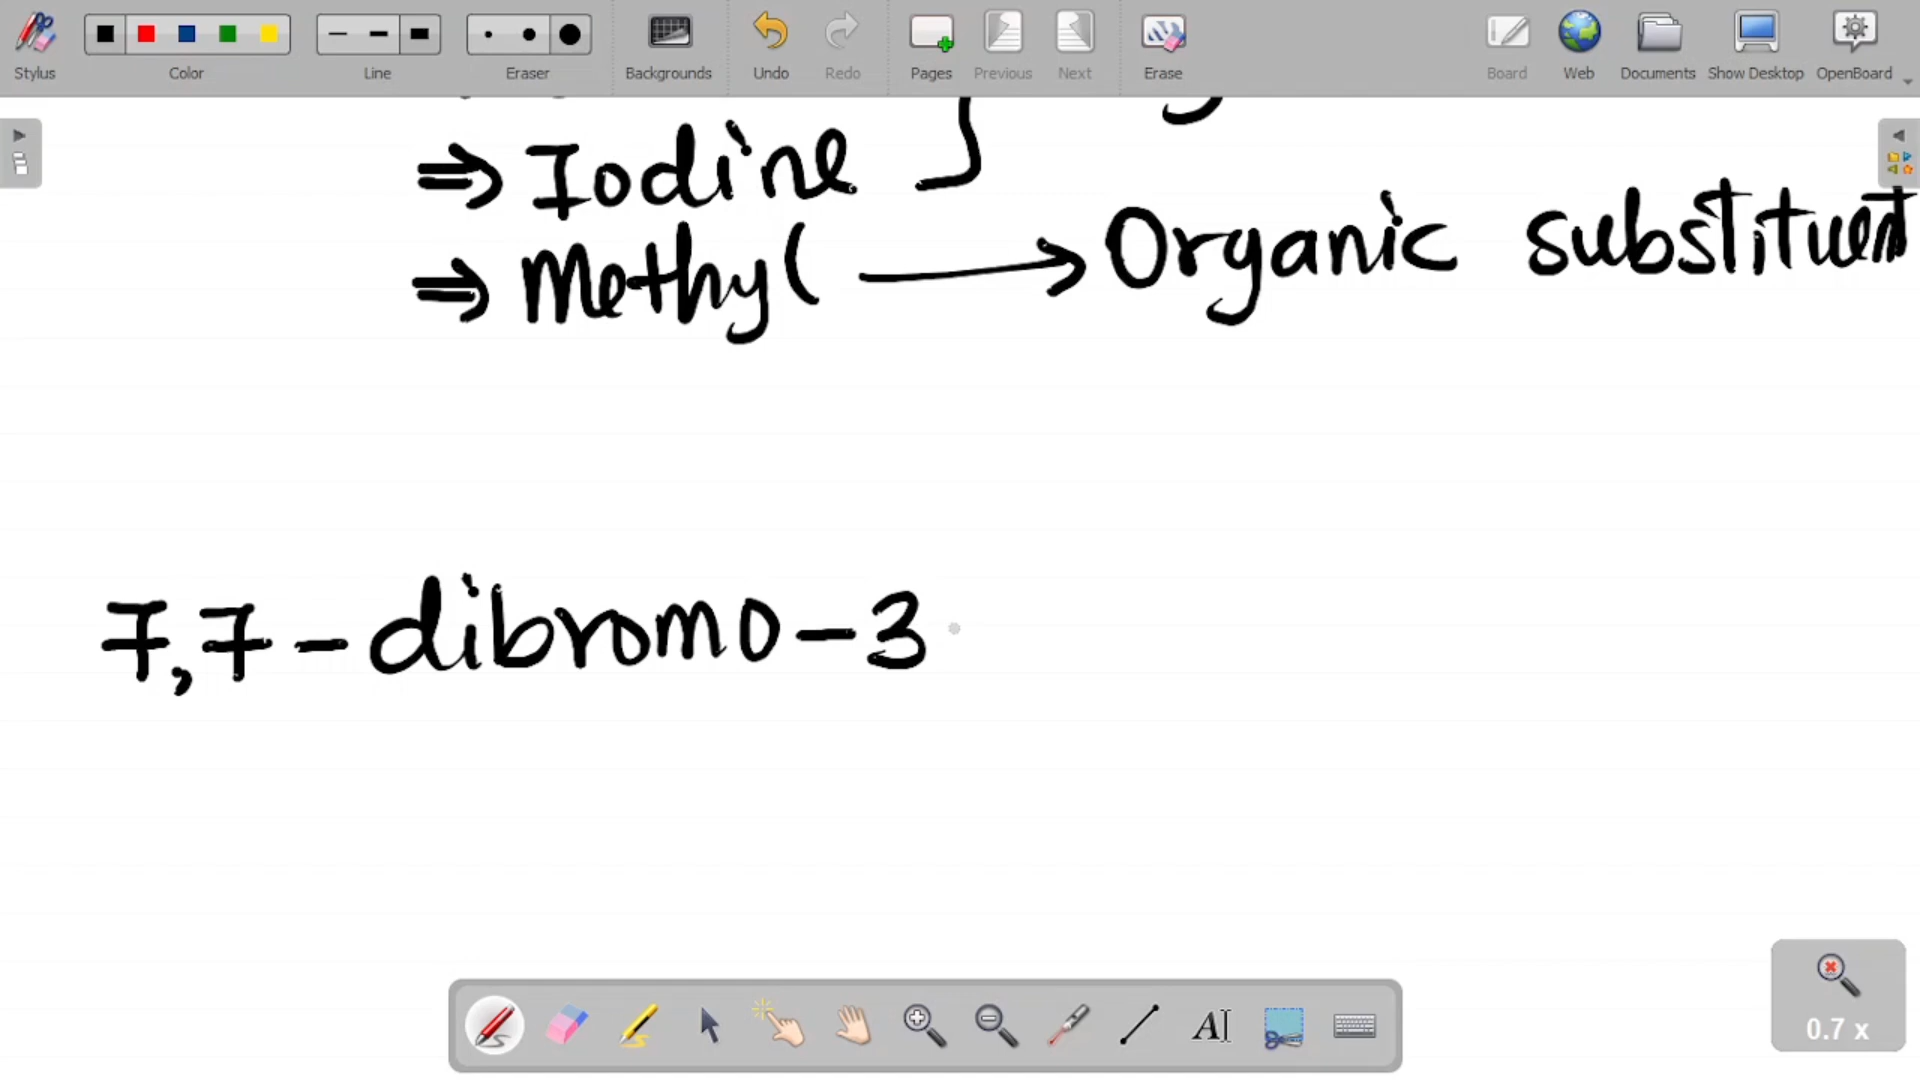 Stylus Color Line Eraser Backgrounds Undo Redo Pages Previous Next Erase Board Web Documents Show Desktop OpenBoard
⇒ Iodine
⇒ Methyl → Organic substituent
7,7-dibromo-3
0.7 x